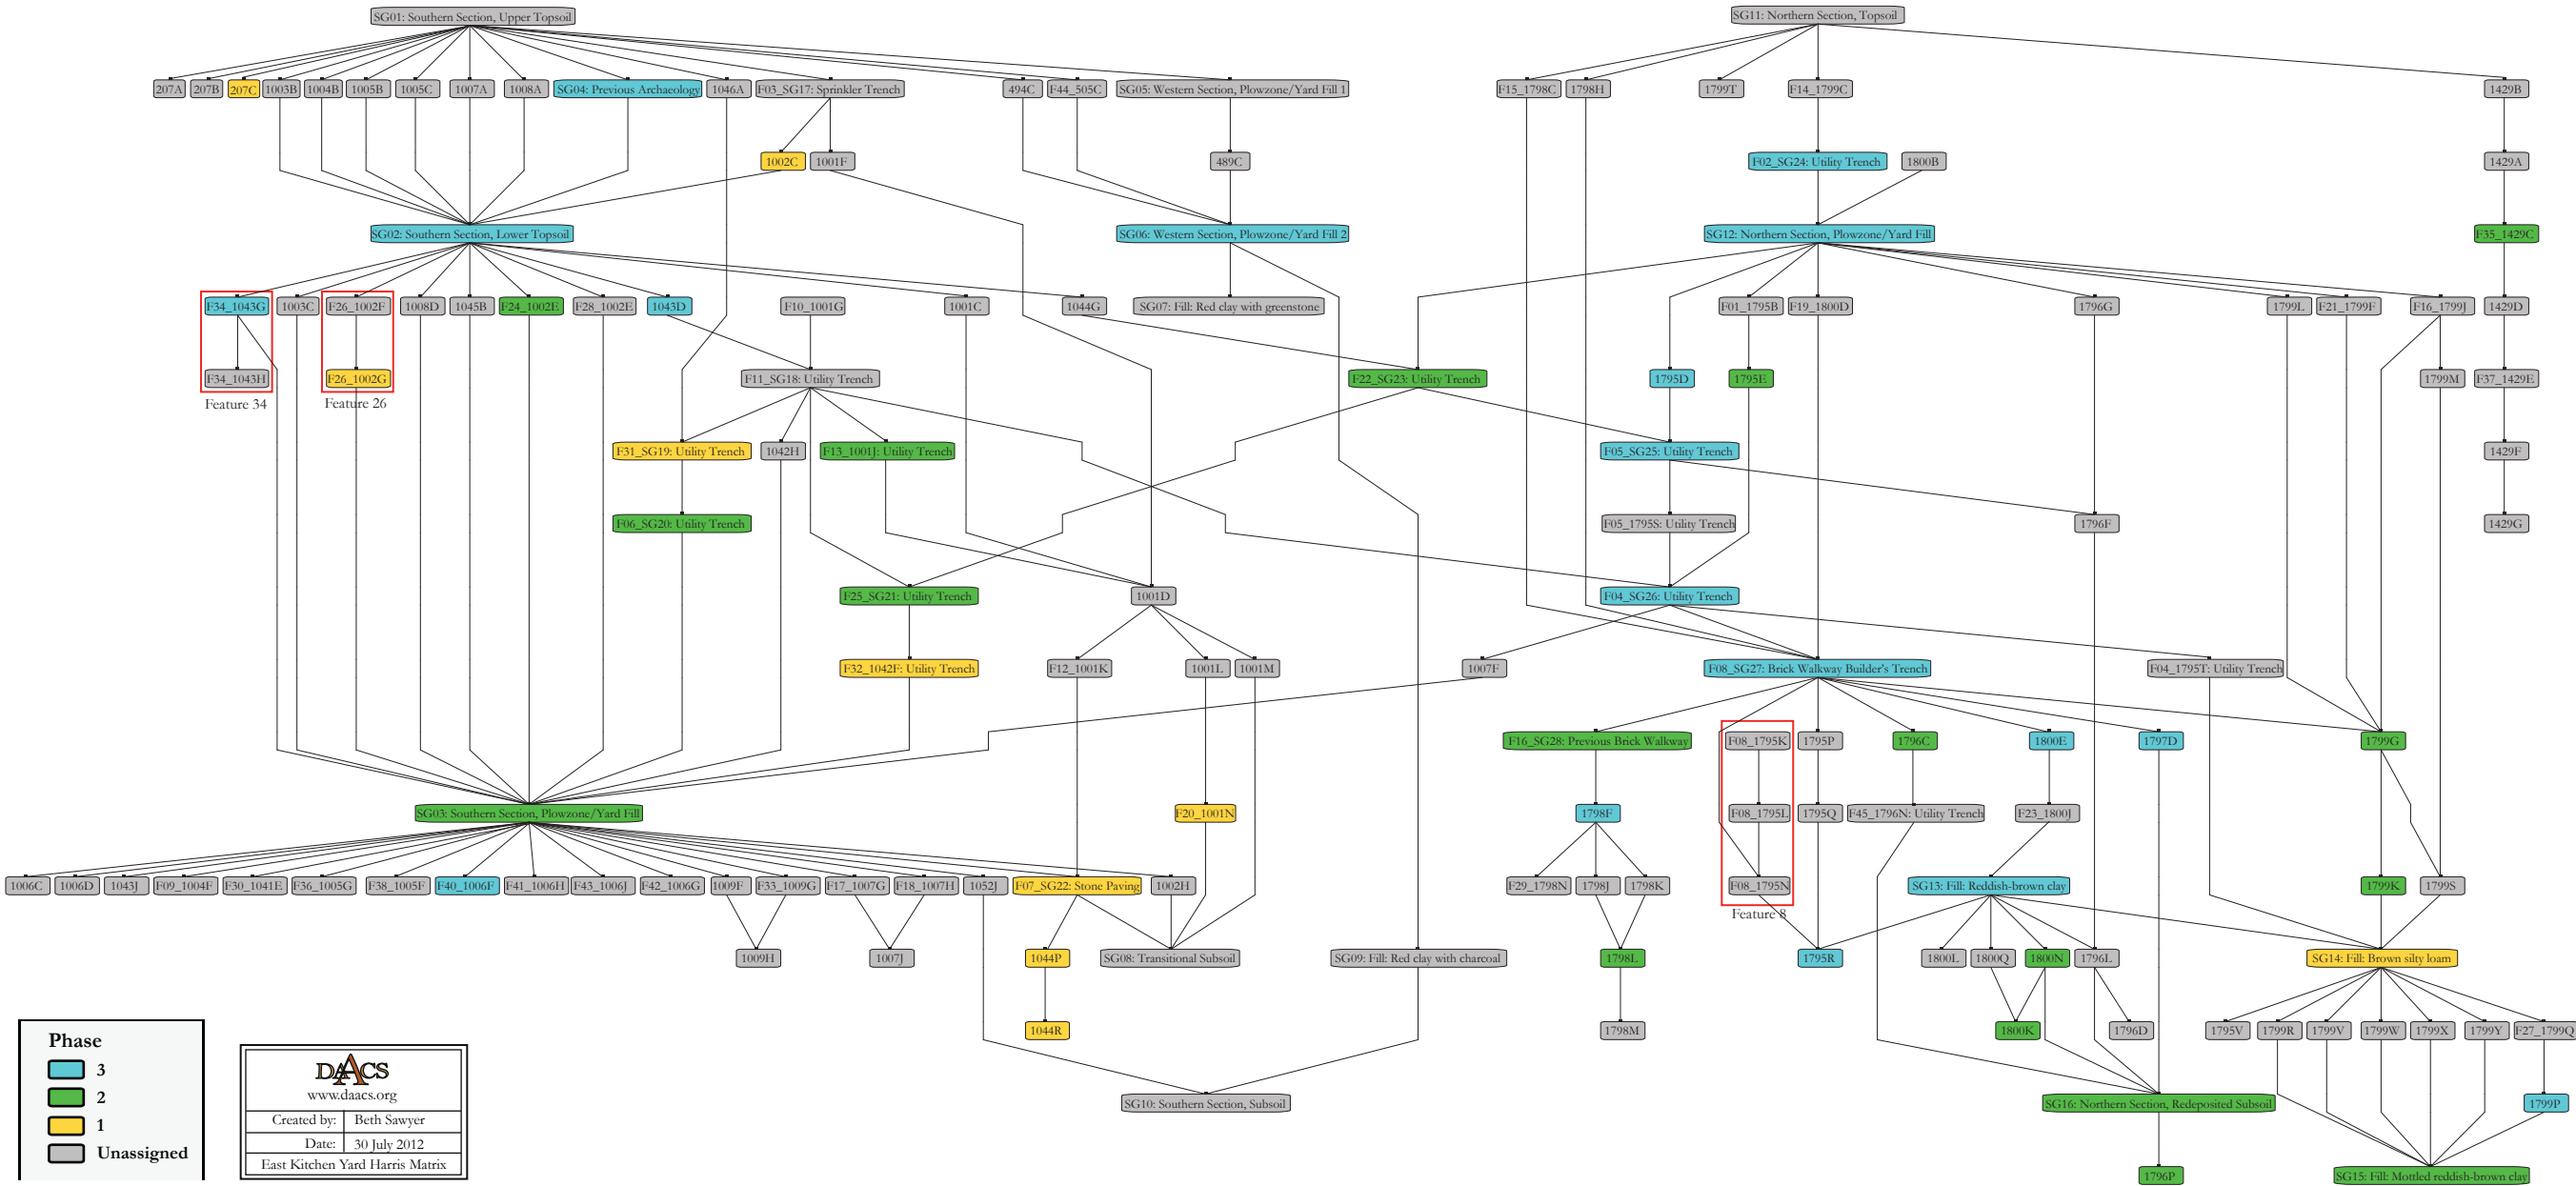 SG01: Southern Section, Upper Topsoil
SG11: Northern Section, Topsoil
207A
207B
207C
1003B
1004B
1005B
1005C
1007A
1008A
SG04: Previous Archaeology
1046A
F03_SG17: Sprinkler Trench
494C
F44_505C
SG05: Western Section, Plowzone/Yard Fill 1
F15_1798C
1798H
1799T
F14_1799C
1429B
1002C
1001F
489C
F02_SG24: Utility Trench
1800B
1429A
SG02: Southern Section, Lower Topsoil
SG06: Western Section, Plowzone/Yard Fill 2
SG12: Northern Section, Plowzone/Yard Fill
F35_1429C
F34_1043G
1003C
F26_1002F
1008D
1045B
F24_1002E
F28_1002E
1043D
F10_1001G
1001C
1044G
SG07: Fill: Red clay with greenstone
F01_1795B
F19_1800D
1796G
1799L
F21_1799F
F16_1799J
1429D
F34_1043H
F26_1002G
F11_SG18: Utility Trench
F22_SG23: Utility Trench
1795D
1795E
1799M
F37_1429E
Feature 34
Feature 26
F31_SG19: Utility Trench
1042H
F13_1001J: Utility Trench
F05_SG25: Utility Trench
1429F
F06_SG20: Utility Trench
F05_1795S: Utility Trench
1796F
1429G
F25_SG21: Utility Trench
1001D
F04_SG26: Utility Trench
F32_1042F: Utility Trench
F12_1001K
1001L
1001M
1007F
F08_SG27: Brick Walkway Builder's Trench
F04_1795T: Utility Trench
F16_SG28: Previous Brick Walkway
F08_1795K
1795P
1796C
1800E
1797D
1799G
SG03: Southern Section, Plowzone/Yard Fill
F20_1001N
1798F
F08_1795L
1795Q
F45_1796N: Utility Trench
F23_1800J
1006C
1006D
1043J
F09_1004F
F30_1041E
F36_1005G
F38_1005F
F40_1006F
F41_1006H
F43_1006J
F42_1006G
1009F
F33_1009G
F17_1007G
F18_1007H
1052J
F07_SG22: Stone Paving
1002H
F29_1798N
1798J
1798K
F08_1795N
SG13: Fill: Reddish-brown clay
1799K
1799S
Feature 8
1009H
1007J
1044P
SG08: Transitional Subsoil
SG09: Fill: Red clay with charcoal
1798L
1795R
1800L
1800Q
1800N
1796L
SG14: Fill: Brown silty loam
1044R
1798M
1800K
1796D
1795V
1799R
1799V
1799W
1799X
1799Y
F27_1799Q
SG10: Southern Section, Subsoil
SG16: Northern Section, Redeposited Subsoil
1799P
1796P
SG15: Fill: Mottled reddish-brown clay
Phase
3
2
1
Unassigned
DAACS
www.daacs.org
Created by: Beth Sawyer
Date: 30 July 2012
East Kitchen Yard Harris Matrix